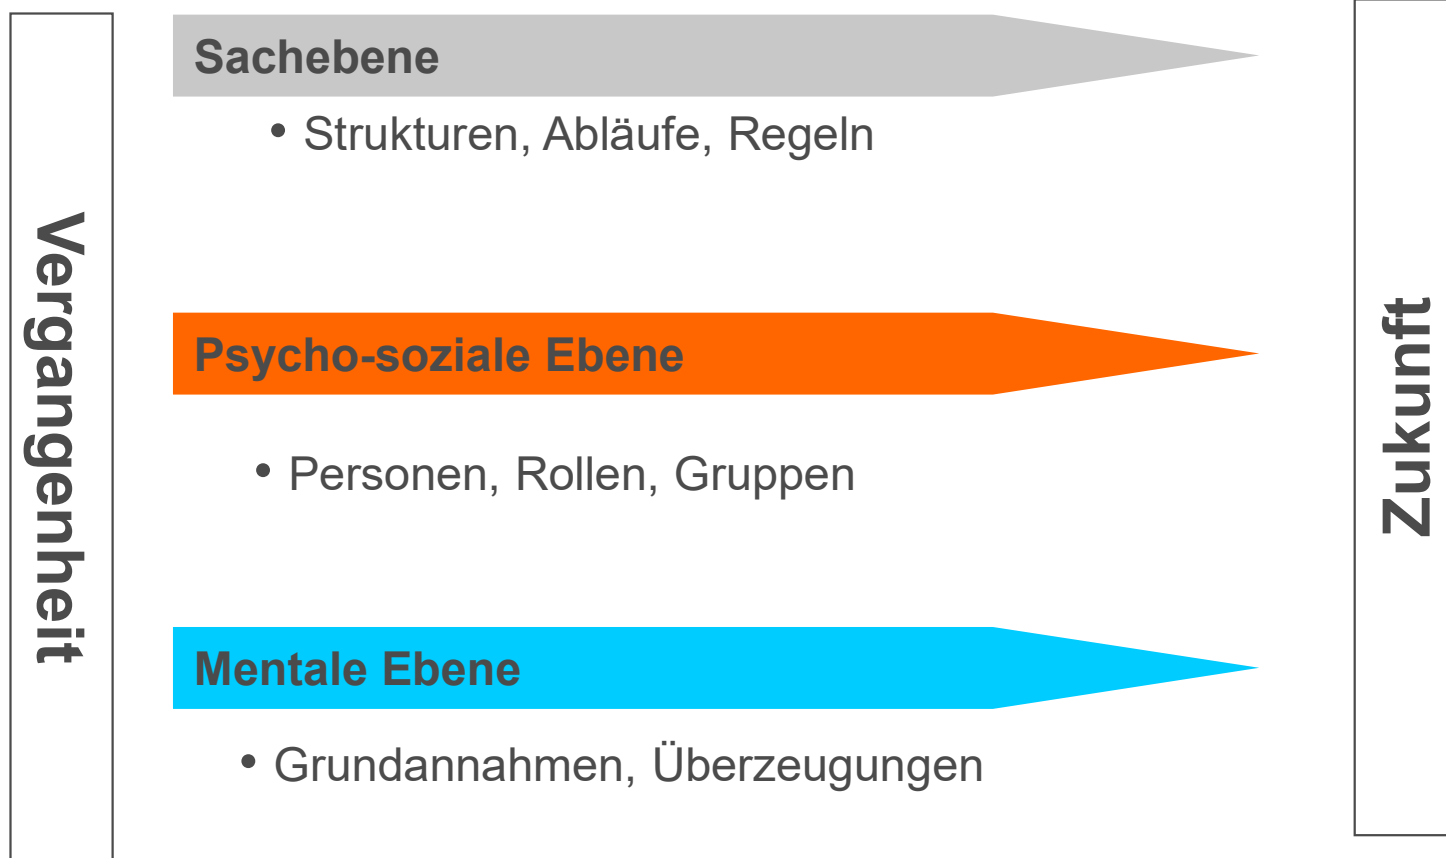 Vergangenheit
Sachebene
• Strukturen, Abläufe, Regeln
Psycho-soziale Ebene
• Personen, Rollen, Gruppen
Mentale Ebene
• Grundannahmen, Überzeugungen
Zukunft